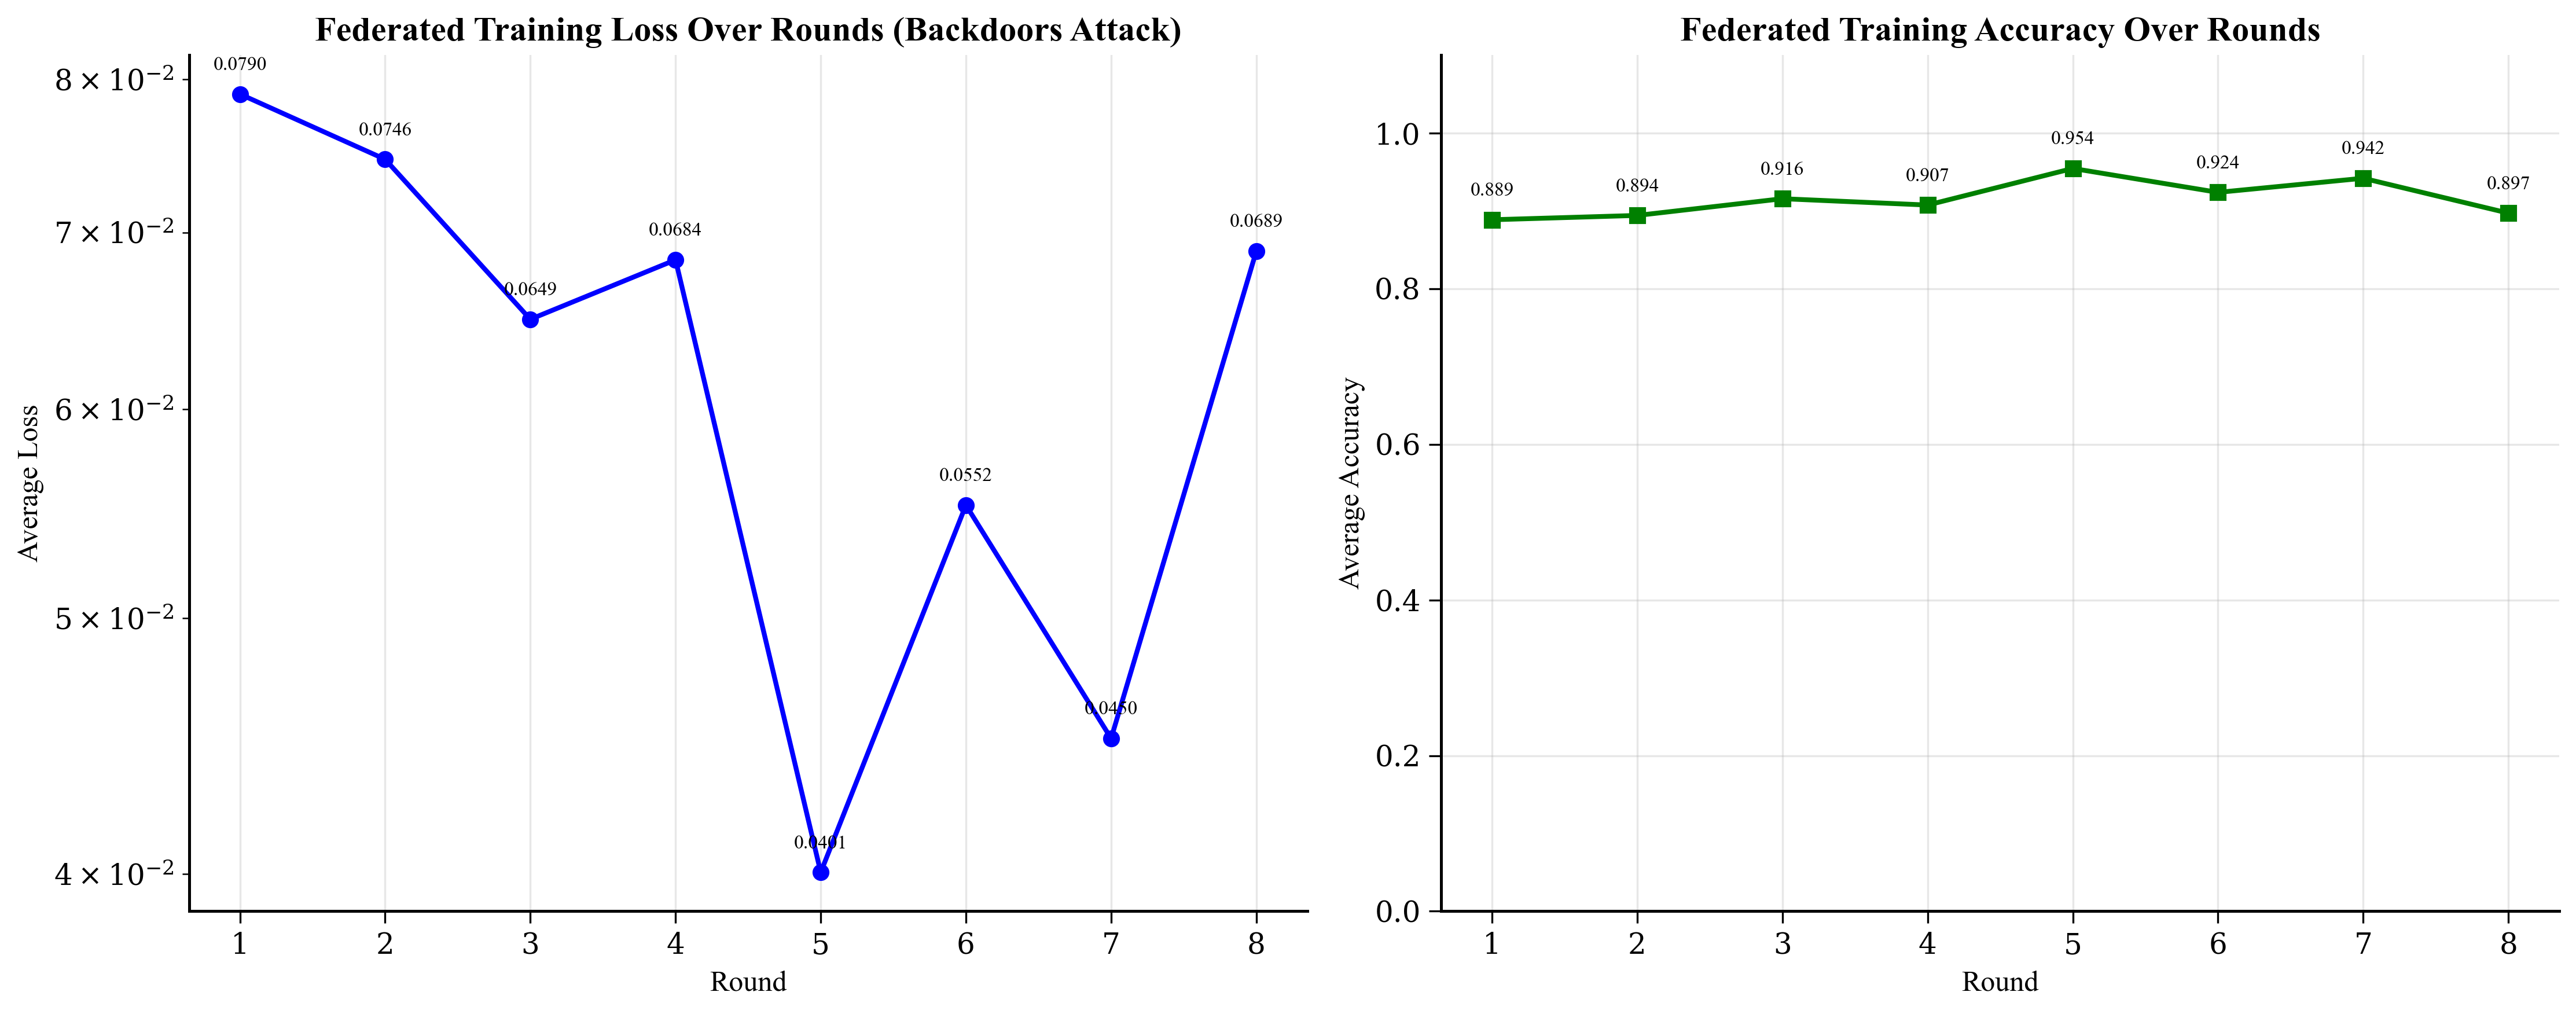 Federated Training Loss Over Rounds (Backdoors Attack)
8 × 10⁻²
7 × 10⁻²
6 × 10⁻²
5 × 10⁻²
4 × 10⁻²
Average Loss
0.0790
0.0746
0.0649
0.0684
0.0401
0.0552
0.0450
0.0689
1 2 3 4 5 6 7 8
Round
Federated Training Accuracy Over Rounds
1.0
0.8
0.6
0.4
0.2
0.0
Average Accuracy
0.889
0.894
0.916
0.907
0.954
0.924
0.942
0.897
1 2 3 4 5 6 7 8
Round